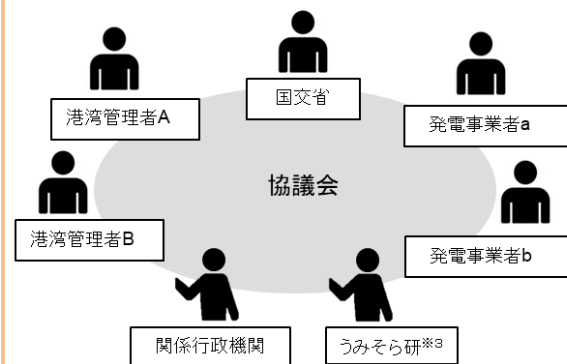 国交省
港湾管理者A
発電事業者a
協議会
港湾管理者B
発電事業者b
関係行政機関
うみそら研※3